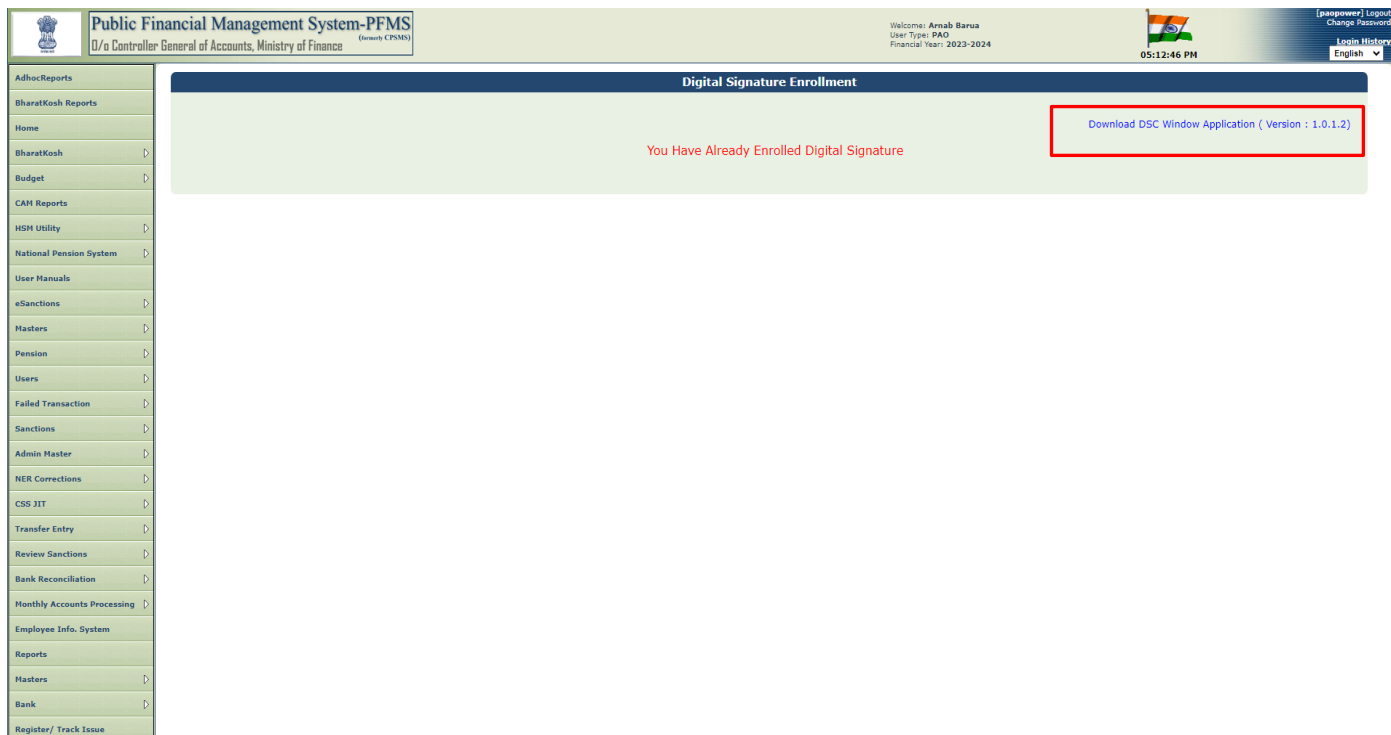 Public Financial Management System-PFMS
O/o Controller General of Accounts, Ministry of Finance (formerly CPSMS)
Welcome: Arnab Barua
User Type: PAO
Financial Year: 2023-2024
05:12:46 PM
[paopower] Logout
Change Password
Login History
English
AdhocReports
BharatKosh Reports
Home
BharatKosh
Budget
CAM Reports
HSM Utility
National Pension System
User Manuals
eSanctions
Masters
Pension
Users
Failed Transaction
Sanctions
Admin Master
NER Corrections
CSS JIT
Transfer Entry
Review Sanctions
Bank Reconciliation
Monthly Accounts Processing
Employee Info. System
Reports
Masters
Bank
Register/ Track Issue
Digital Signature Enrollment
Download DSC Window Application ( Version : 1.0.1.2)
You Have Already Enrolled Digital Signature